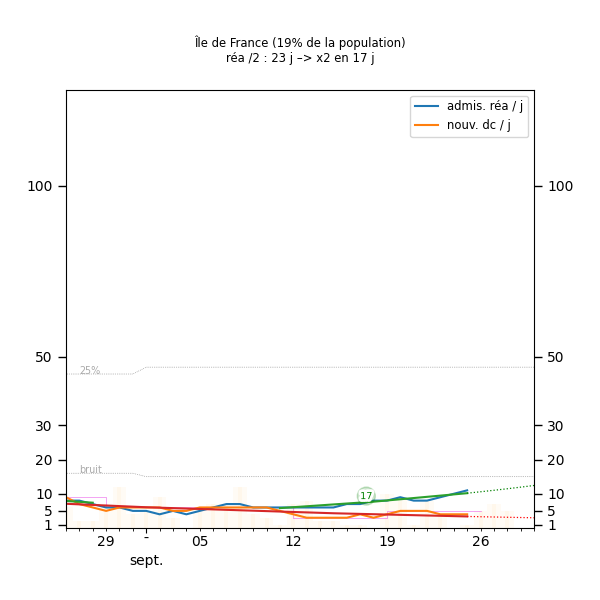 Île de France (19% de la population)
réa /2 : 23 j –> x2 en 17 j
admis. réa / j
nouv. dc / j
100 100
50 50
25%
30 30
20 20
bruit
17
10 10
5 5
1 1
29 - 05 12 19 26
sept.